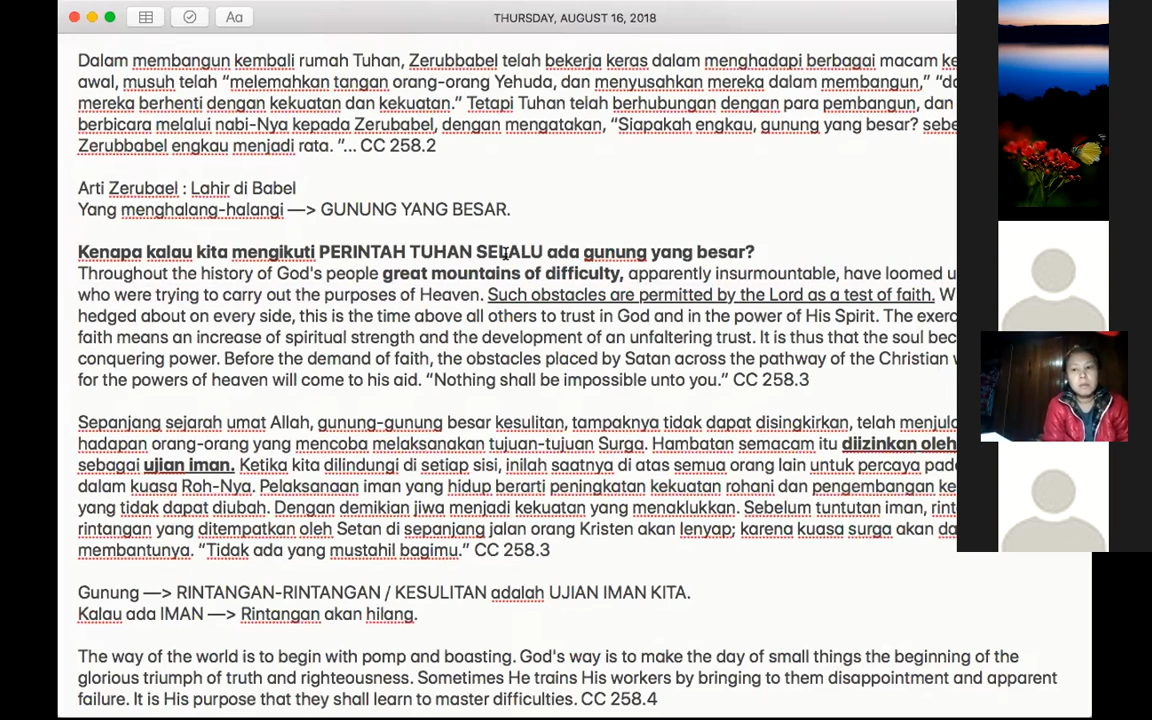 Aa
THURSDAY, AUGUST 16, 2018
Dalam membangun kembali rumah Tuhan, Zerubbabel telah bekerja keras dalam menghadapi berbagai macam
awal, musuh telah “melemahkan tangan orang-orang Yehuda, dan menyusahkan mereka dalam membangun,”
mereka berhenti dengan kekuatan dan kekuatan.” Tetapi Tuhan telah berhubungan dengan para pembangun, dan
berbicara melalui nabi-Nya kepada Zerubabel, dengan mengatakan, “Siapakah engkau, gunung yang besar?
Zerubbabel engkau menjadi rata. ”... CC 258.2
Arti Zerubael : Lahir di Babel
Yang menghalang-halangi —> GUNUNG YANG BESAR.
Kenapa kalau kita mengikuti PERINTAH TUHAN SELALU ada gunung yang besar?
Throughout the history of God's people great mountains of difficulty, apparently insurmountable, have loomed
who were trying to carry out the purposes of Heaven. Such obstacles are permitted by the Lord as a test of faith.
hedged about on every side, this is the time above all others to trust in God and in the power of His Spirit. The
faith means an increase of spiritual strength and the development of an unfaltering trust. It is thus that the soul
conquering power. Before the demand of faith, the obstacles placed by Satan across the pathway of the Christian
for the powers of heaven will come to his aid. “Nothing shall be impossible unto you.” CC 258.3
Sepanjang sejarah umat Allah, gunung-gunung besar kesulitan, tampaknya tidak dapat disingkirkan, telah
hadapan orang-orang yang mencoba melaksanakan tujuan-tujuan Surga. Hambatan semacam itu diizinkan oleh
sebagai ujian iman. Ketika kita dilindungi di setiap sisi, inilah saatnya di atas semua orang lain untuk percaya
dalam kuasa Roh-Nya. Pelaksanaan iman yang hidup berarti peningkatan kekuatan rohani dan pengembangan
yang tidak dapat diubah. Dengan demikian jiwa menjadi kekuatan yang menaklukkan. Sebelum tuntutan iman,
rintangan yang ditempatkan oleh Setan di sepanjang jalan orang Kristen akan lenyap; karena kuasa surga akan
membantunya. “Tidak ada yang mustahil bagimu.” CC 258.3
Gunung —> RINTANGAN-RINTANGAN / KESULITAN adalah UJIAN IMAN KITA.
Kalau ada IMAN —> Rintangan akan hilang.
The way of the world is to begin with pomp and boasting. God's way is to make the day of small things the beginning of the
glorious triumph of truth and righteousness. Sometimes He trains His workers by bringing to them disappointment and apparent
failure. It is His purpose that they shall learn to master difficulties. CC 258.4